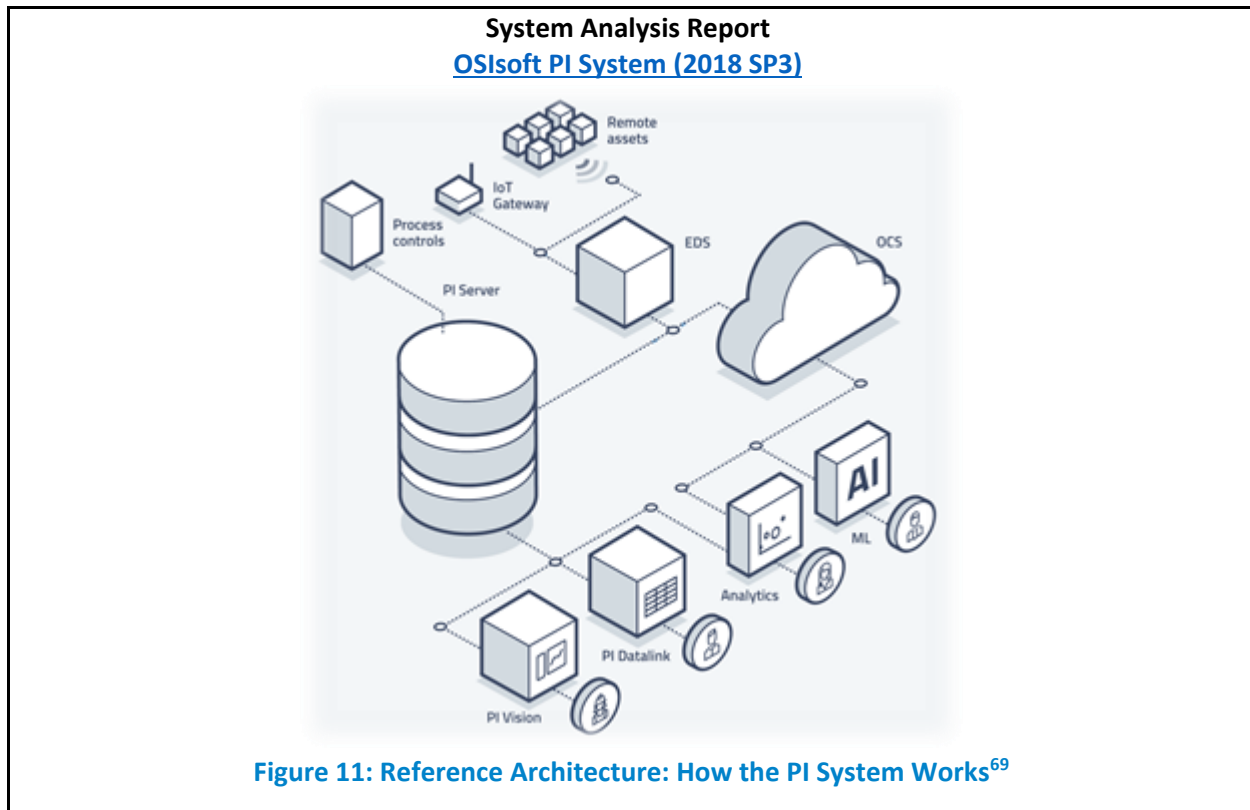 System Analysis Report
OSIsoft PI System (2018 SP3)
Remote
assets
IoT
Gateway
Process
controls
EDS
OCS
PI Server
AI
ML
Analytics
PI Datalink
PI Vision
Figure 11: Reference Architecture: How the PI System Works69